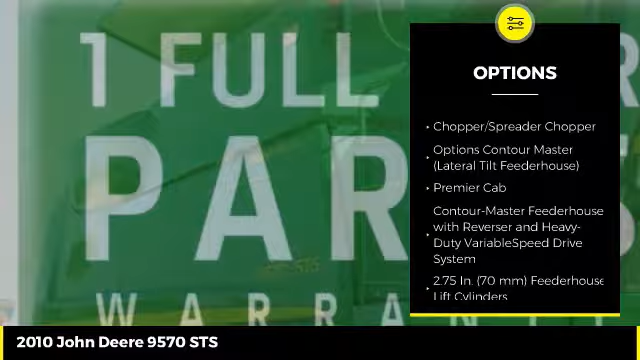 1 FULL
PAR
WARRANT
OPTIONS
• Chopper/Spreader Chopper
• Options Contour Master
(Lateral Tilt Feederhouse)
• Premier Cab
• Contour-Master Feederhouse
with Reverser and Heavy-
Duty VariableSpeed Drive
System
• 2.75 In. (70 mm) Feederhouse
Lift Cylinders
2010 John Deere 9570 STS